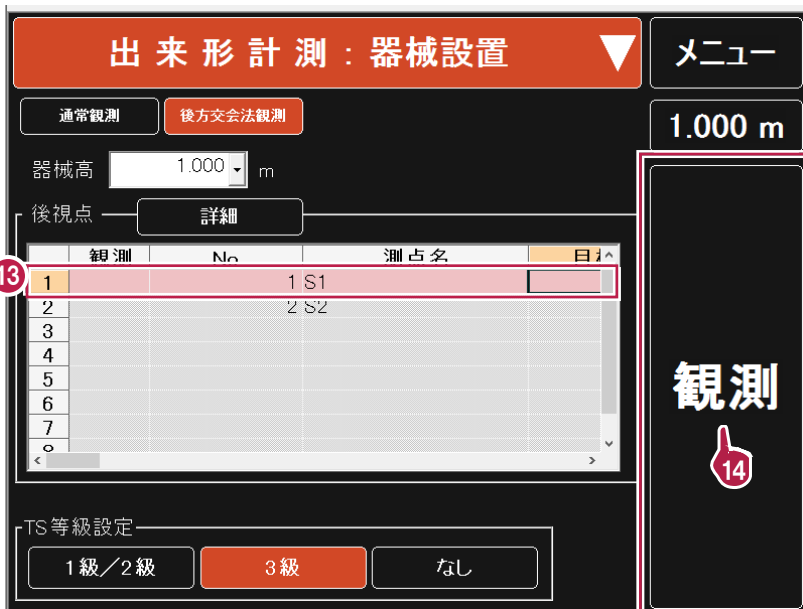 出来形計測：器械設置 ▼ メニュー
通常観測 後方交会法観測 1.000 m
器械高 1.000 m
後視点 詳細
観測 No 測点名
13
1 1 S1
2 2 S2
3
4
5
6
7
観測
14
TS等級設定
1級／2級 3級 なし